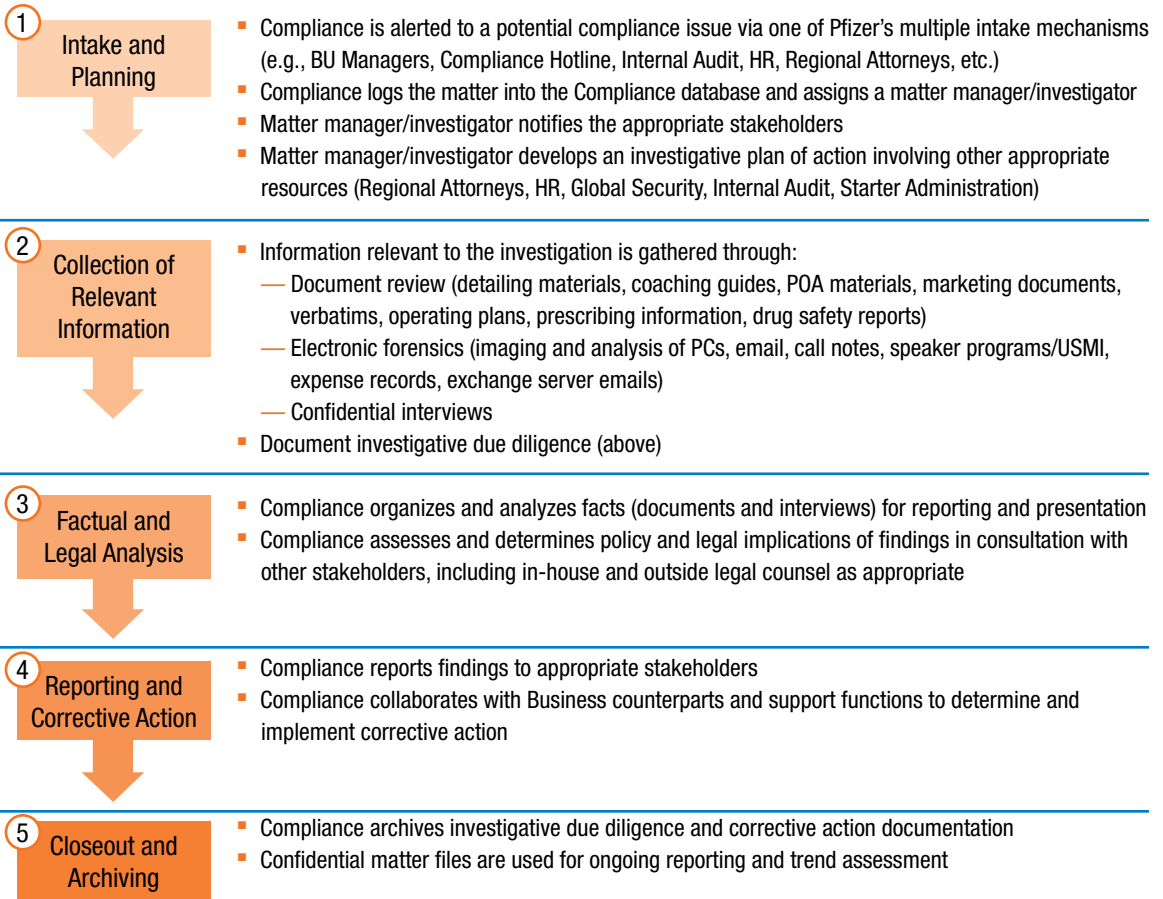 1
Intake and
Planning
▪ Compliance is alerted to a potential compliance issue via one of Pfizer’s multiple intake mechanisms
(e.g., BU Managers, Compliance Hotline, Internal Audit, HR, Regional Attorneys, etc.)
▪ Compliance logs the matter into the Compliance database and assigns a matter manager/investigator
▪ Matter manager/investigator notifies the appropriate stakeholders
▪ Matter manager/investigator develops an investigative plan of action involving other appropriate
resources (Regional Attorneys, HR, Global Security, Internal Audit, Starter Administration)
2
Collection of
Relevant
Information
▪ Information relevant to the investigation is gathered through:
— Document review (detailing materials, coaching guides, POA materials, marketing documents,
verbatims, operating plans, prescribing information, drug safety reports)
— Electronic forensics (imaging and analysis of PCs, email, call notes, speaker programs/USMI,
expense records, exchange server emails)
— Confidential interviews
▪ Document investigative due diligence (above)
3
Factual and
Legal Analysis
▪ Compliance organizes and analyzes facts (documents and interviews) for reporting and presentation
▪ Compliance assesses and determines policy and legal implications of findings in consultation with
other stakeholders, including in-house and outside legal counsel as appropriate
4
Reporting and
Corrective Action
▪ Compliance reports findings to appropriate stakeholders
▪ Compliance collaborates with Business counterparts and support functions to determine and
implement corrective action
5
Closeout and
Archiving
▪ Compliance archives investigative due diligence and corrective action documentation
▪ Confidential matter files are used for ongoing reporting and trend assessment